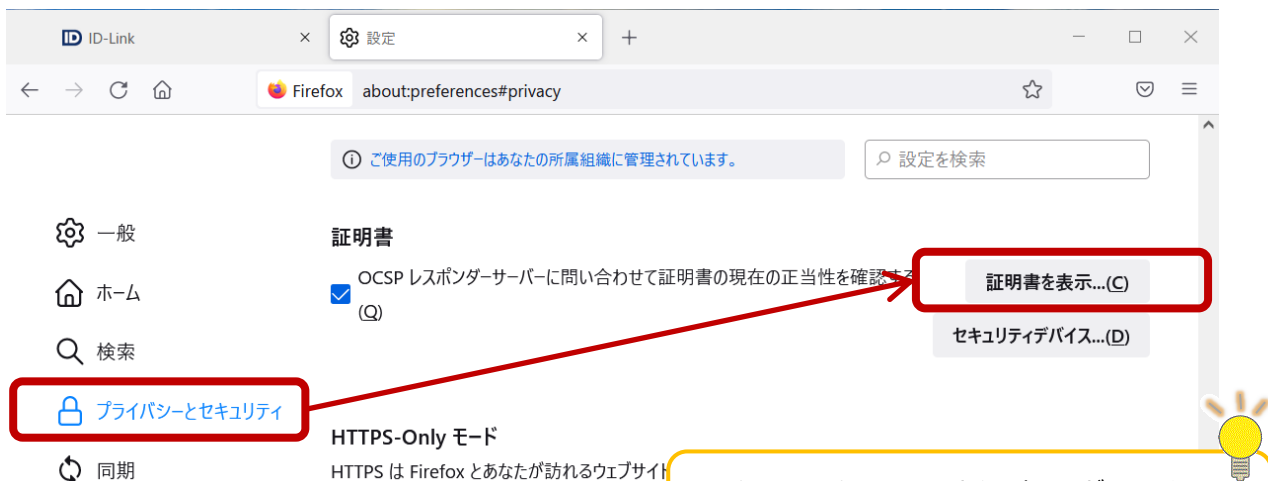 ID-Link
設定
Firefox about:preferences#privacy
ご使用のブラウザーはあなたの所属組織に管理されています。
設定を検索
一般
ホーム
検索
プライバシーとセキュリティ
同期
証明書
OCSP レスポンダーサーバーに問い合わせて証明書の現在の正当性を確認する
(Q)
証明書を表示...(C)
セキュリティデバイス...(D)
HTTPS-Only モード
HTTPS は Firefox とあなたが訪れるウェブサイト